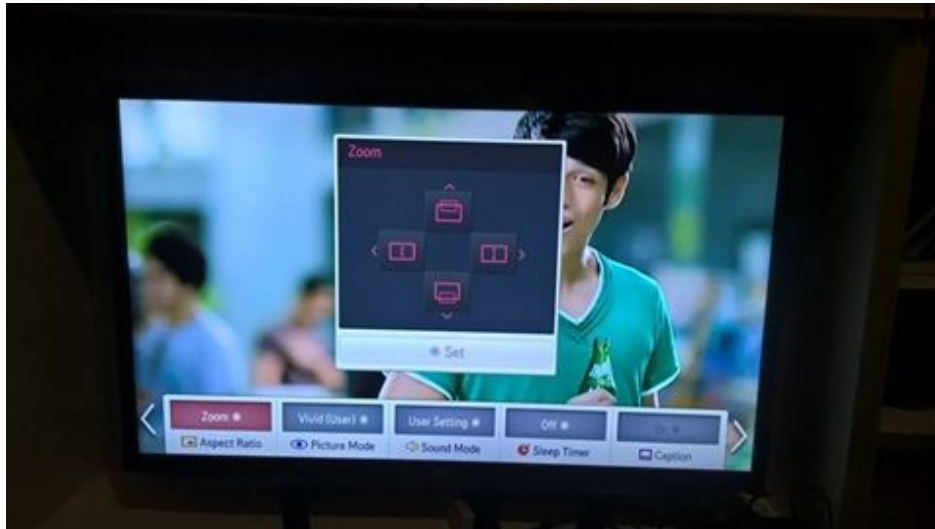 Zoom
Set
Zoom
Vivid (User)
User Setting
Off
Aspect Ratio
Picture Mode
Sound Mode
Sleep Timer
Caption